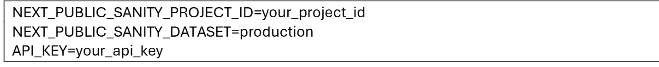 NEXT_PUBLIC_SANITY_PROJECT_ID=your_project_id
NEXT_PUBLIC_SANITY_DATASET=production
API_KEY=your_api_key